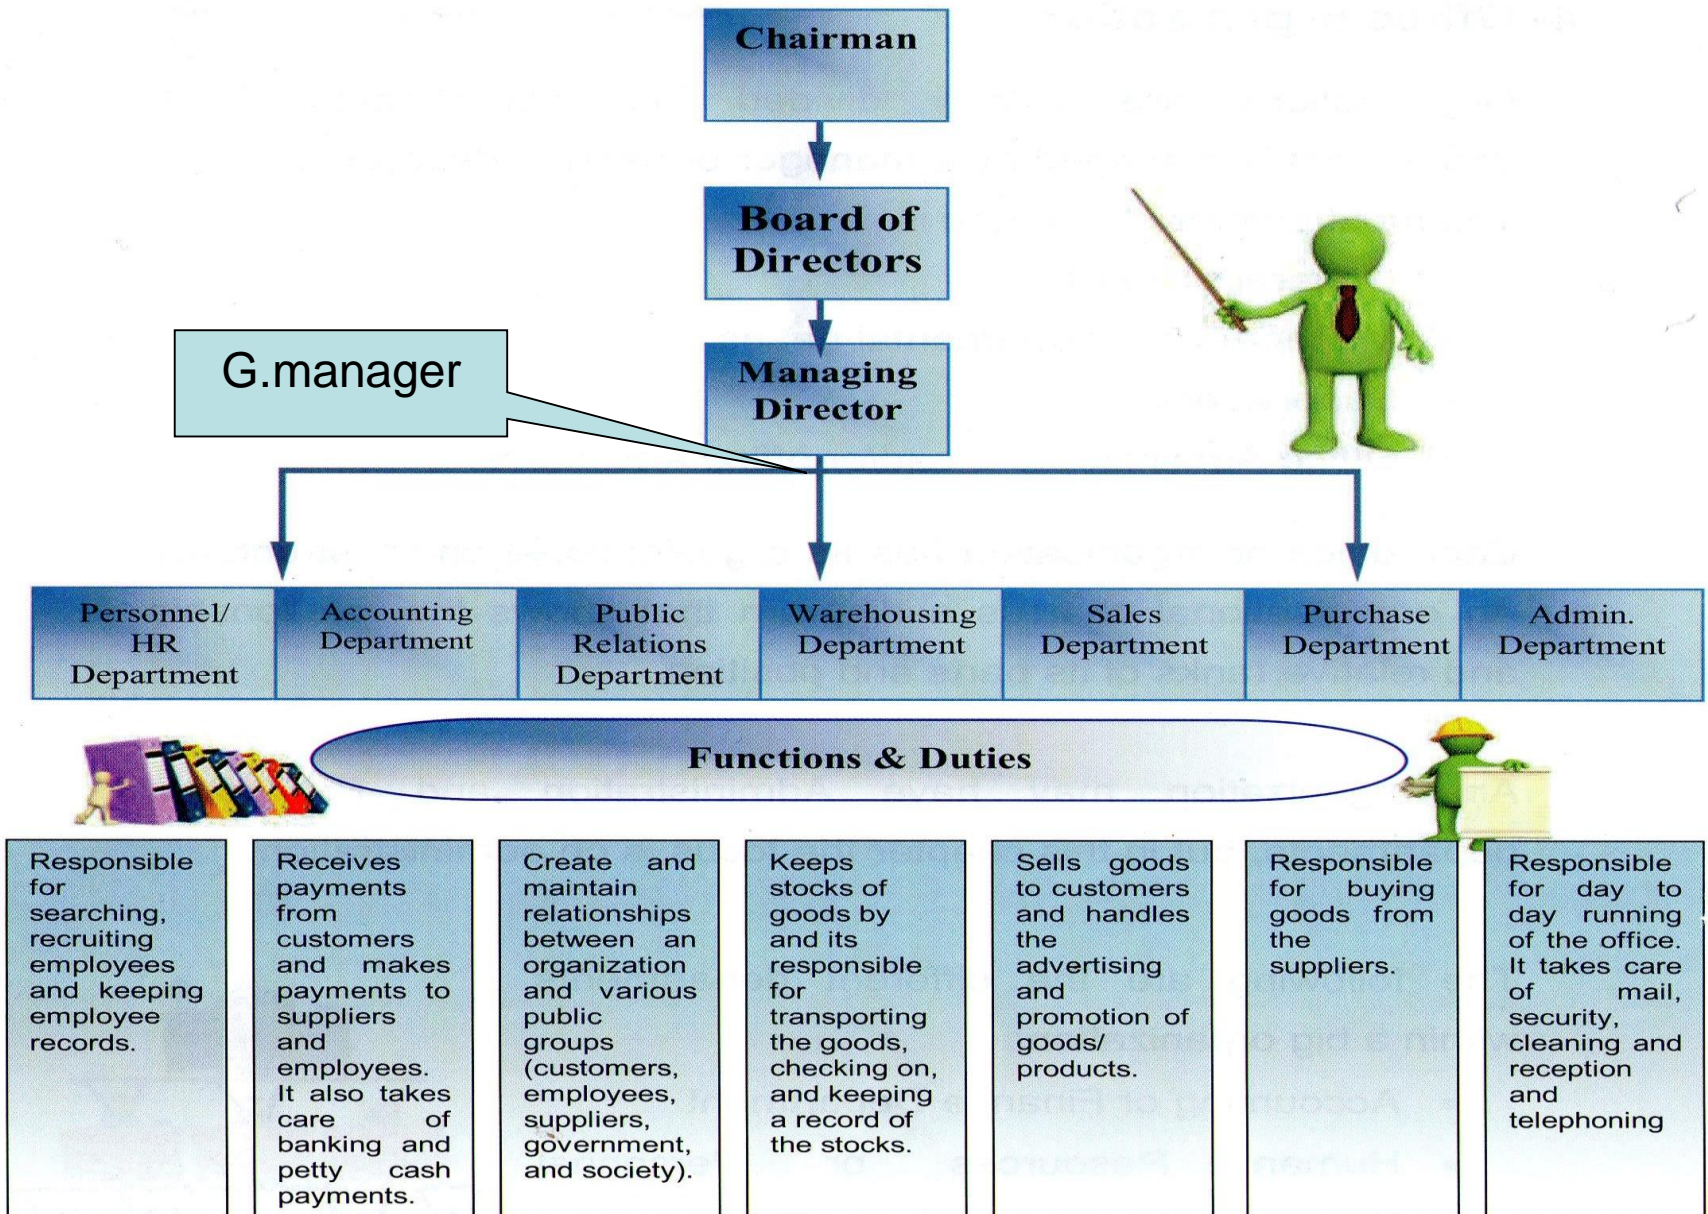 Chairman
Board of
Directors
G.manager
Managing
Director
Personnel/
HR
Department
Accounting
Department
Public
Relations
Department
Warehousing
Department
Sales
Department
Purchase
Department
Admin.
Department
Functions & Duties
Responsible
for
searching,
recruiting
employees
and keeping
employee
records.
Receives
payments
from
customers
and makes
payments to
suppliers
and
employees.
It also takes
care of
banking and
petty cash
payments.
Create and
maintain
relationships
between an
organization
and various
public
groups
(customers,
employees,
suppliers,
government,
and society).
Keeps
stocks of
goods by
and its
responsible
for
transporting
the goods,
checking on,
and keeping
a record of
the stocks.
Sells goods
to customers
and handles
the
advertising
and
promotion of
goods/
products.
Responsible
for buying
goods from
the
suppliers.
Responsible
for day to
day running
of the office.
It takes care
of mail,
security,
cleaning and
reception
and
telephoning